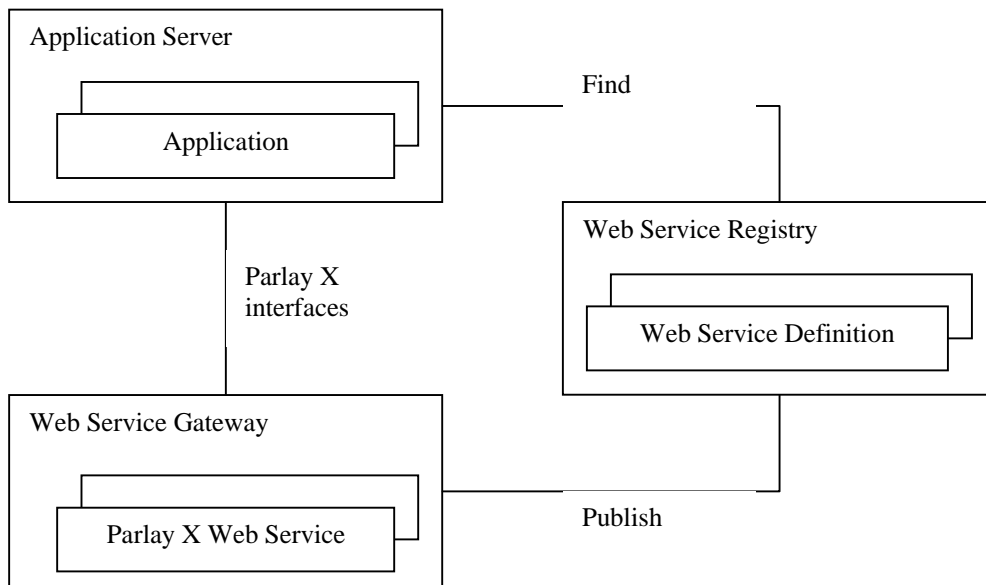 Application Server
Application
Find
Web Service Registry
Web Service Definition
Parlay X
interfaces
Web Service Gateway
Parlay X Web Service
Publish